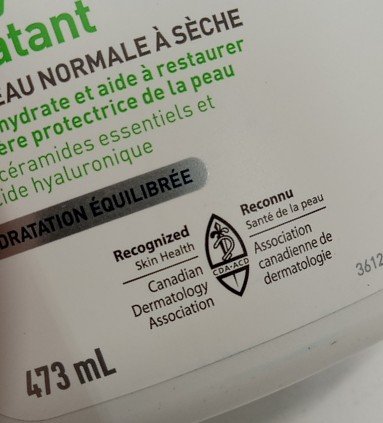 atant
EAU NORMALE À SÈCHE
hydrate et aide à restaurer
ère protectrice de la peau
céramides essentiels et
ide hyaluronique
DRATATION ÉQUILIBRÉE
Recognized
Skin Health
Canadian
Dermatology
Association
CDA-ACD
Reconnu
Santé de la peau
Association
canadienne de
dermatologie
3612
473 mL